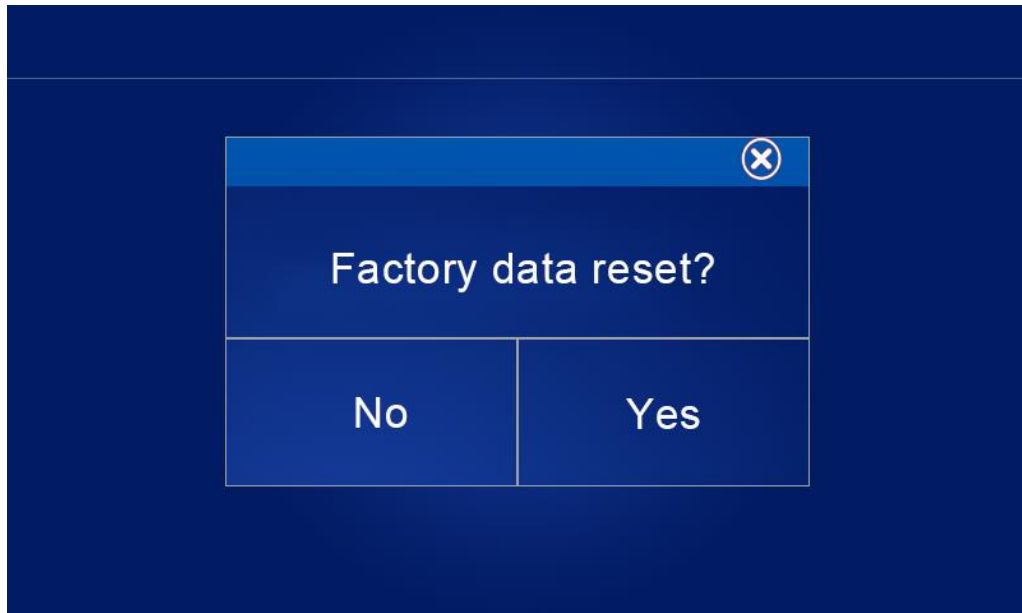 Factory data reset?
No
Yes